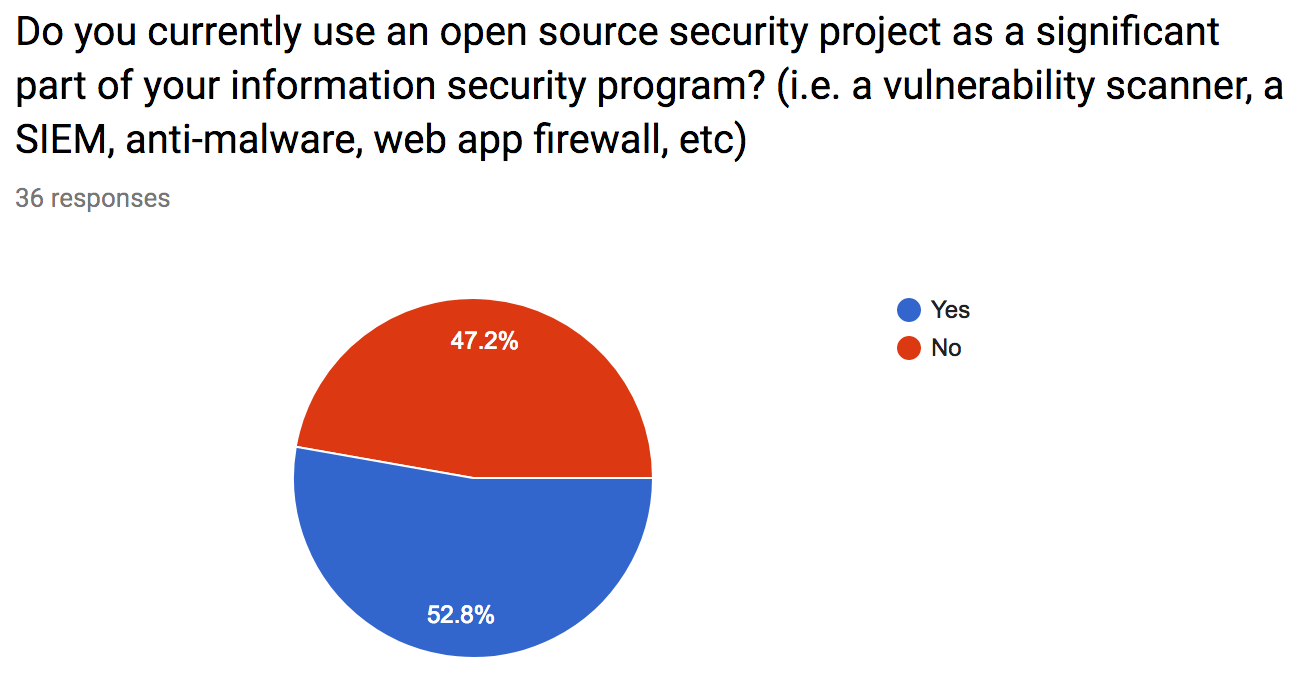 Do you currently use an open source security project as a significant
part of your information security program? (i.e. a vulnerability scanner, a
SIEM, anti-malware, web app firewall, etc)
36 responses
Yes
No
47.2%
52.8%